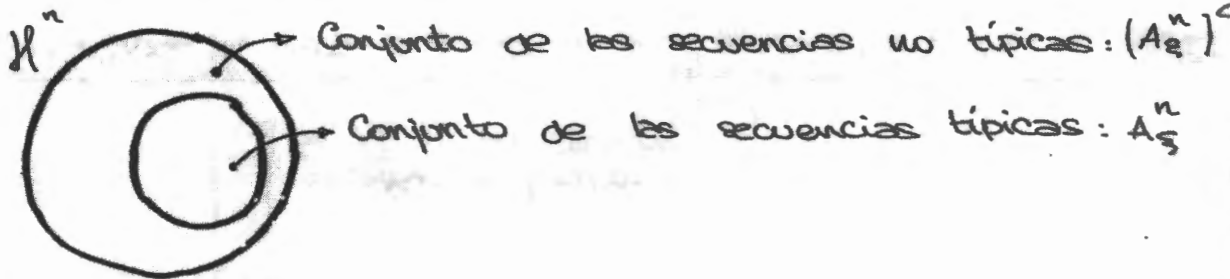 H^n
Conjunto de las secuencias no típicas: (A_ε^n)^c
Conjunto de las secuencias típicas: A_ε^n